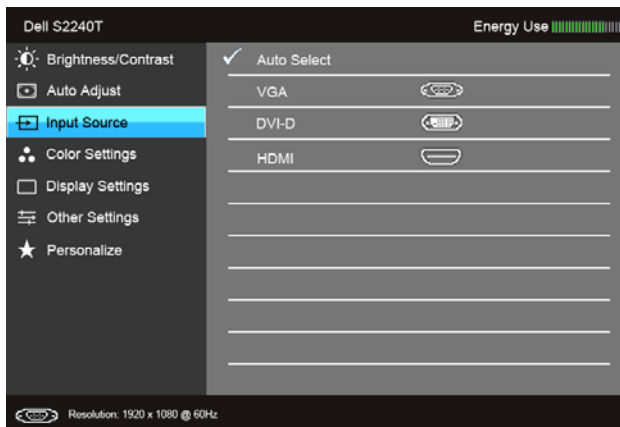 Dell S2240T
Energy Use
Brightness/Contrast
Auto Adjust
Input Source
Color Settings
Display Settings
Other Settings
Personalize
Auto Select
VGA
DVI-D
HDMI
Resolution: 1920 x 1080 @ 60Hz